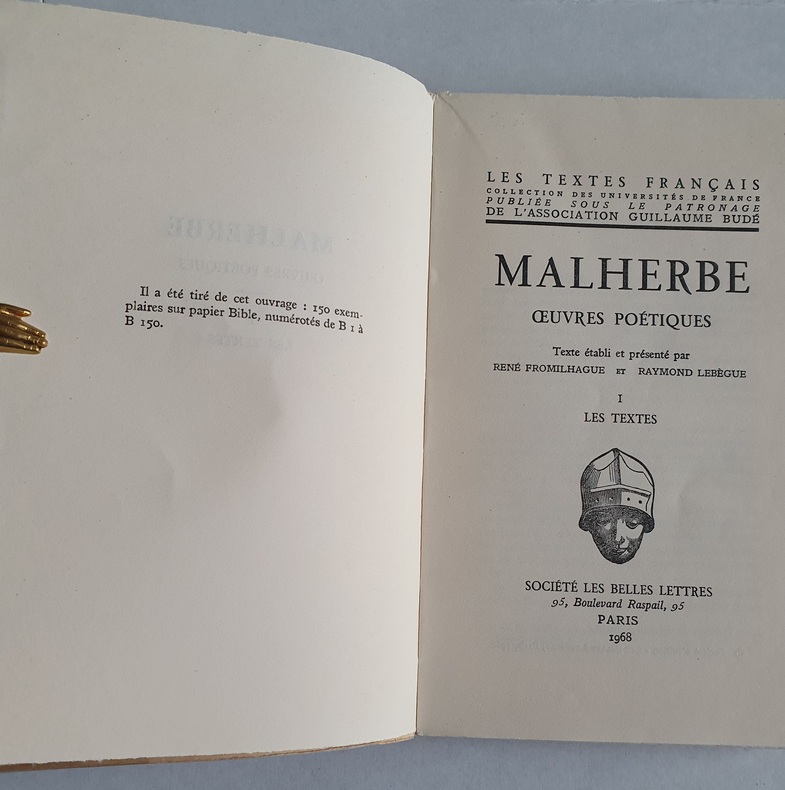 Il a été tiré de cet ouvrage : 150 exem-
plaires sur papier Bible, numérotés de B 1 à
B 150.
LES TEXTES FRANÇAIS
COLLECTION DES UNIVERSITÉS DE FRANCE
PUBLIÉE SOUS LE PATRONAGE
DE L'ASSOCIATION GUILLAUME BUDÉ
MALHERBE
ŒUVRES POÉTIQUES
Texte établi et présenté par
RENÉ FROMILHAGUE ET RAYMOND LEBÈGUE
I
LES TEXTES
SOCIÉTÉ LES BELLES LETTRES
95, Boulevard Raspail, 95
PARIS
1968